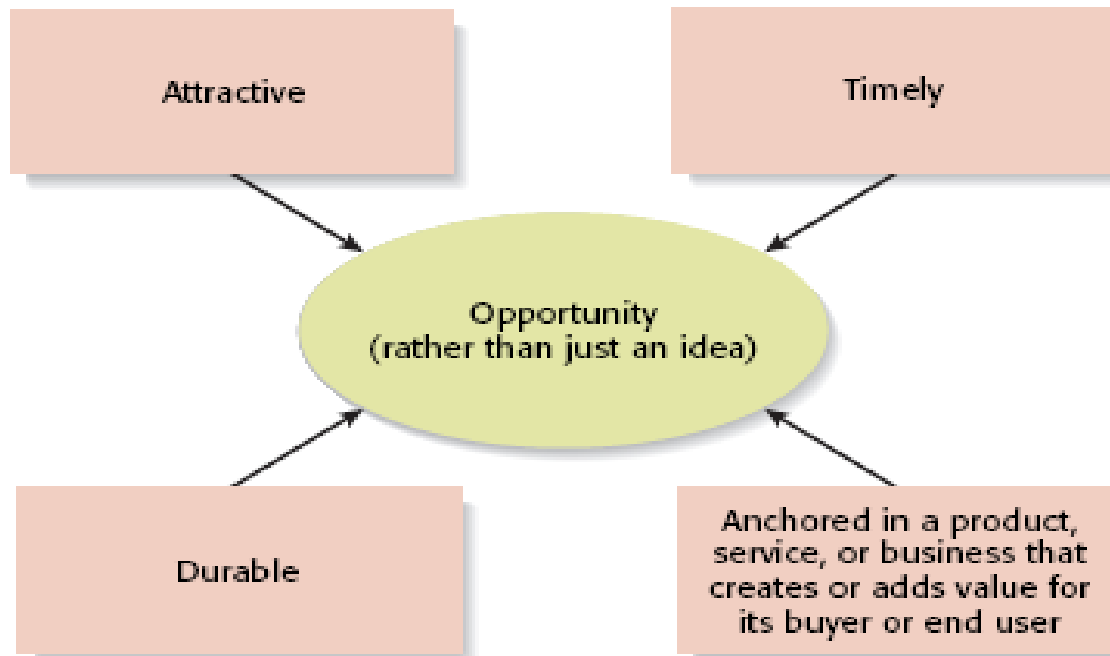 Attractive
Timely
Opportunity
(rather than just an idea)
Durable
Anchored in a product,
service, or business that
creates or adds value for
its buyer or end user